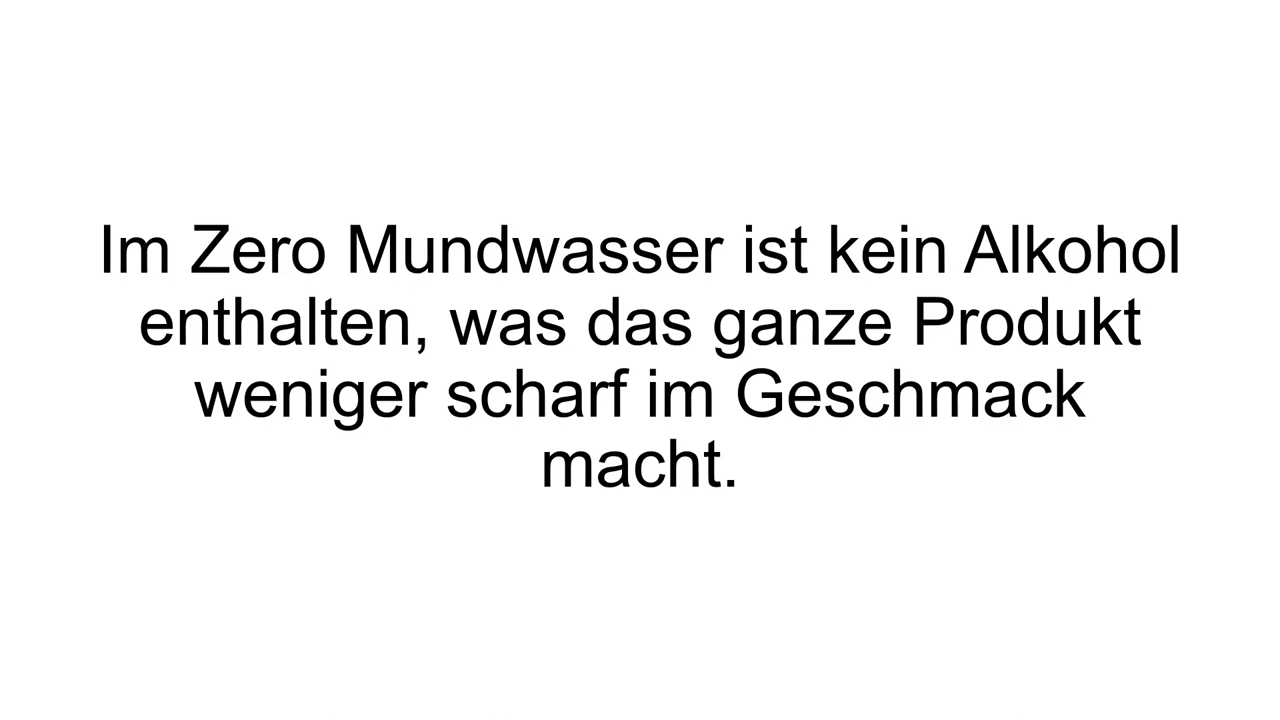 Im Zero Mundwasser ist kein Alkohol
enthalten, was das ganze Produkt
weniger scharf im Geschmack
macht.